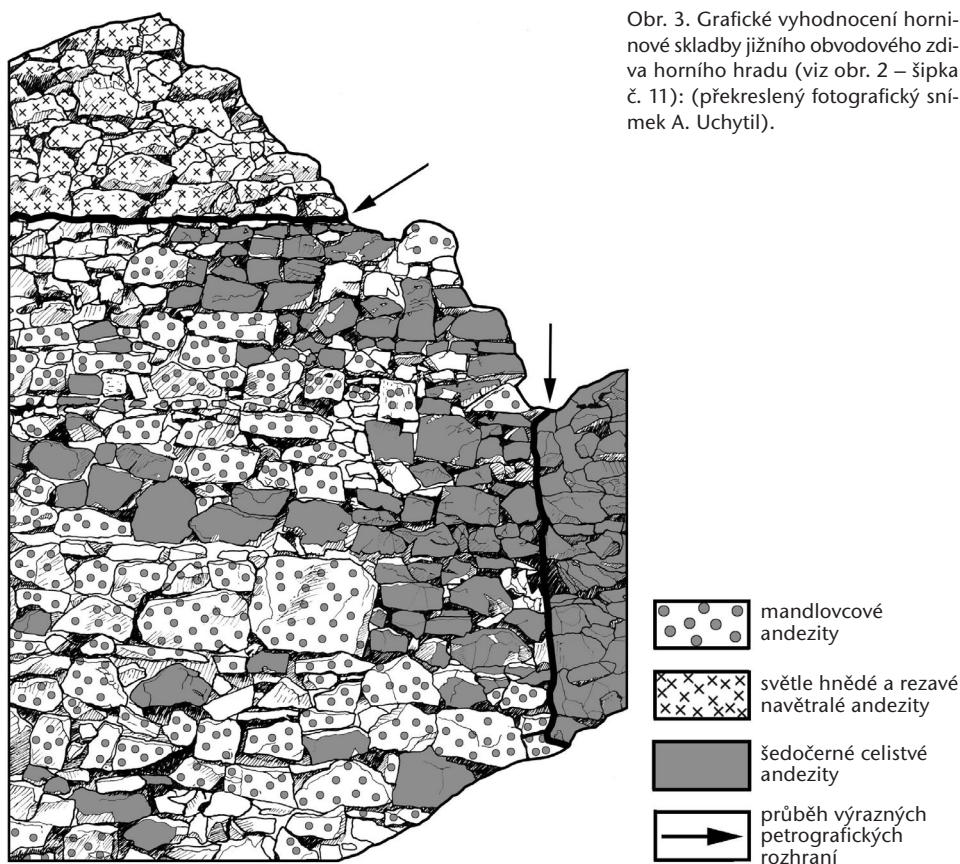 Obr. 3. Grafické vyhodnocení horni-
nové skladby jižního obvodového zdi-
va horního hradu (viz obr. 2 – šipka
č. 11): (překreslený fotografický sní-
mek A. Uchytil).
mandlovcové
andezity
světle hnědé a rezavé
navětralé andezity
šedočerné celistvé
andezity
průběh výrazných
petrografických
rozhraní